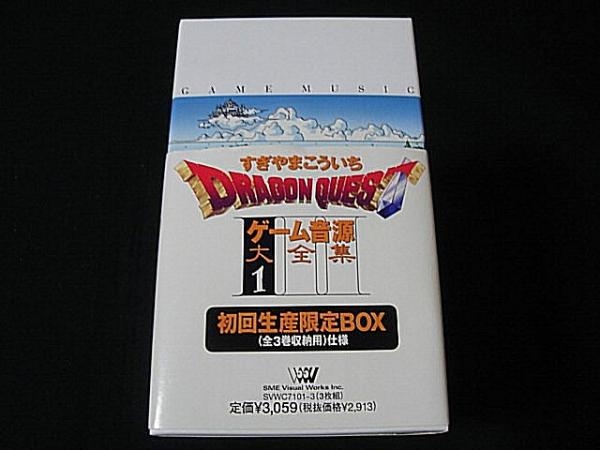 GAME MUSIC
すぎやまこういち
DRAGON QUEST
I II III
ゲーム音源
大全集
1
初回生産限定BOX
(全3巻収納用)仕様
SME Visual Works Inc.
SVWC7101-3(3枚組)
定価¥3,059(税抜価格¥2,913)